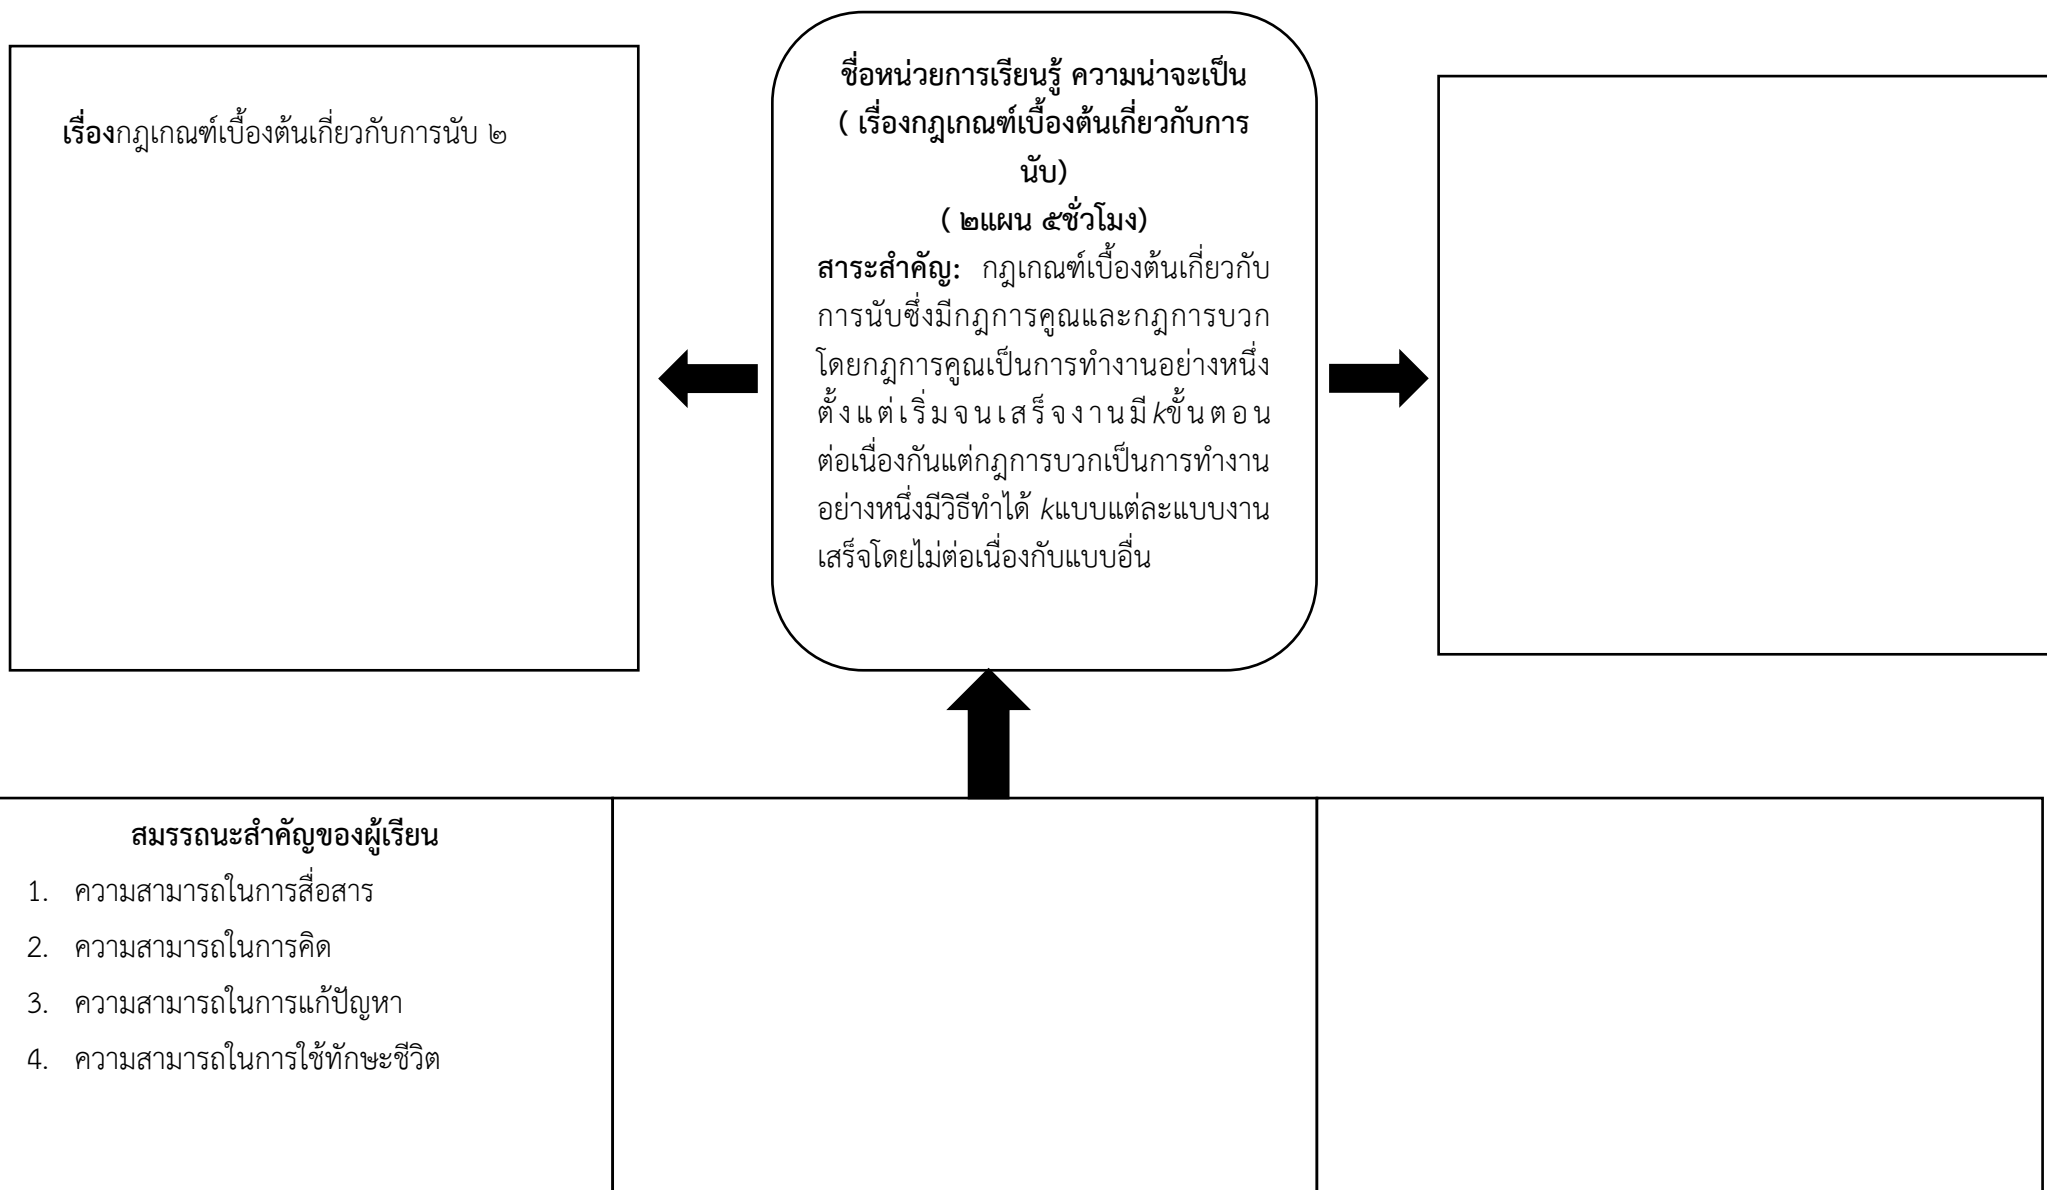 เรื่องกฎเกณฑ์เบื้องต้นเกี่ยวกับการนับ ๒
ชื่อหน่วยการเรียนรู้ ความน่าจะเป็น
( เรื่องกฎเกณฑ์เบื้องต้นเกี่ยวกับการ
นับ)
( ๒แผน ๕ชั่วโมง)
สาระสำคัญ: กฎเกณฑ์เบื้องต้นเกี่ยวกับ
การนับซึ่งมีกฎการคูณและกฎการบวก
โดยกฎการคูณเป็นการทำงานอย่างหนึ่ง
ตั้งแต่เริ่มจนเสร็จงานมีkขั้นตอน
ต่อเนื่องกันแต่กฎการบวกเป็นการทำงาน
อย่างหนึ่งมีวิธีทำได้ kแบบแต่ละแบบงาน
เสร็จโดยไม่ต่อเนื่องกับแบบอื่น
สมรรถนะสำคัญของผู้เรียน
1. ความสามารถในการสื่อสาร
2. ความสามารถในการคิด
3. ความสามารถในการแก้ปัญหา
4. ความสามารถในการใช้ทักษะชีวิต